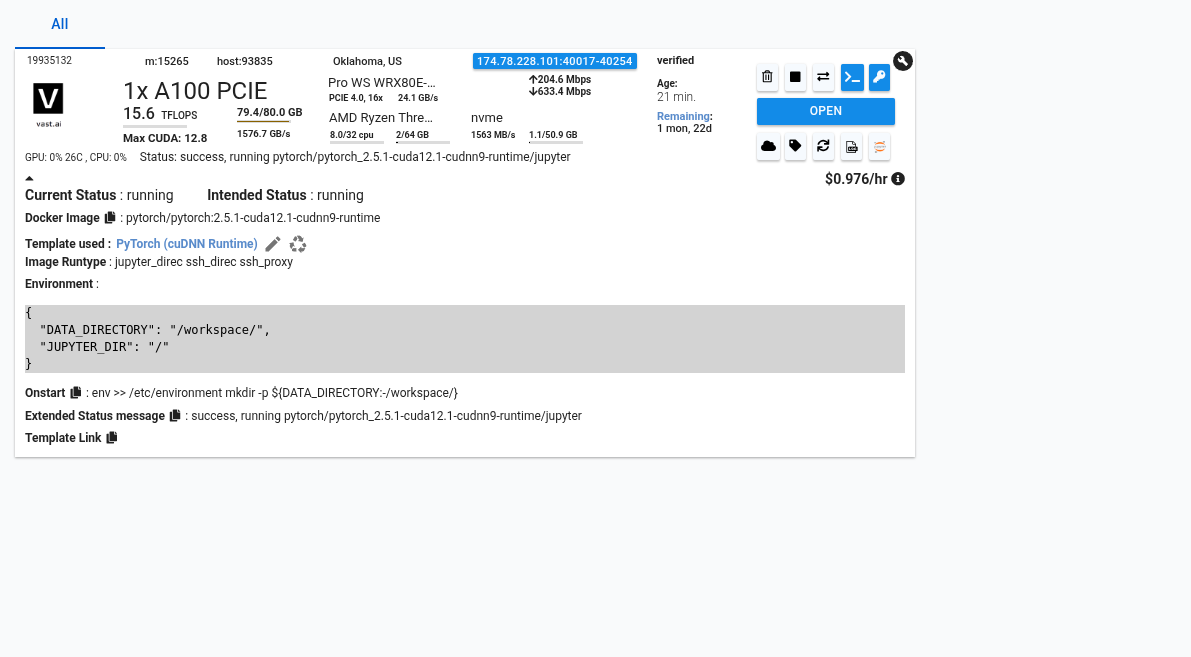 All
19935132 m:15265 host:93835 Oklahoma, US 174.78.228.101:40017-40254 verified
V
vast.ai
1x A100 PCIE
15.6 TFLOPS
Max CUDA: 12.8
79.4/80.0 GB
1576.7 GB/s
Pro WS WRX80E-...
PCIE 4.0, 16x 24.1 GB/s
↑204.6 Mbps
↓633.4 Mbps
AMD Ryzen Thre... nvme
8.0/32 cpu 2/64 GB 1563 MB/s 1.1/50.9 GB
Age:
21 min.
Remaining:
1 mon, 22d
OPEN
GPU: 0% 26C , CPU: 0% Status: success, running pytorch/pytorch_2.5.1-cuda12.1-cudnn9-runtime/jupyter
$0.976/hr
Current Status : running Intended Status : running
Docker Image : pytorch/pytorch:2.5.1-cuda12.1-cudnn9-runtime
Template used : PyTorch (cuDNN Runtime)
Image Runtype : jupyter_direc ssh_direc ssh_proxy
Environment :
{
"DATA_DIRECTORY": "/workspace/",
"JUPYTER_DIR": "/"
}
Onstart : env >> /etc/environment mkdir -p ${DATA_DIRECTORY:-/workspace/}
Extended Status message : success, running pytorch/pytorch_2.5.1-cuda12.1-cudnn9-runtime/jupyter
Template Link